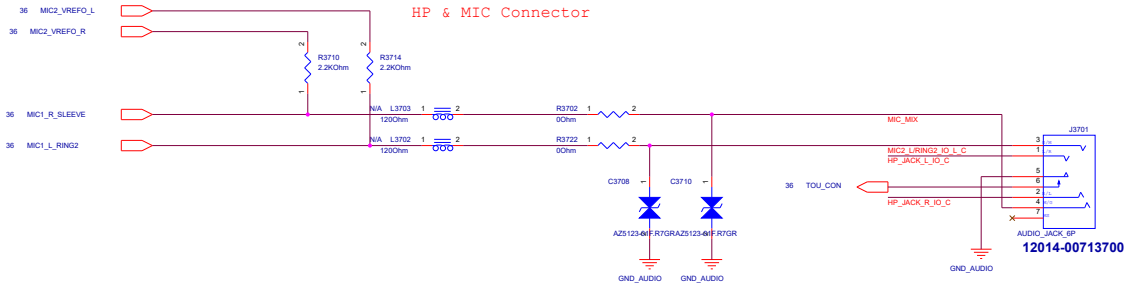 HP & MIC Connector
36 MIC2_VREFO_L
36 MIC2_VREFO_R
2 2
R3710 R3714
2.2KOhm 2.2KOhm
1 1
36 MIC1_R_SLEEVE
N/A L3703 1 2
120Ohm
R3702 1 2
0Ohm
MIC_MIX
36 MIC1_L_RING2
N/A L3702 1 2
120Ohm
R3722 1 2
0Ohm
J3701
3
MIC2_L/RING2_IO_L_C 1
HP_JACK_L_IO_C
5
36 TOU_CON 6
2
HP_JACK_R_IO_C 4
7
C3708 1 C3710 1
GND_AUDIO GND_AUDIO
AUDIO_JACK_6P
12014-00713700
GND_AUDIO